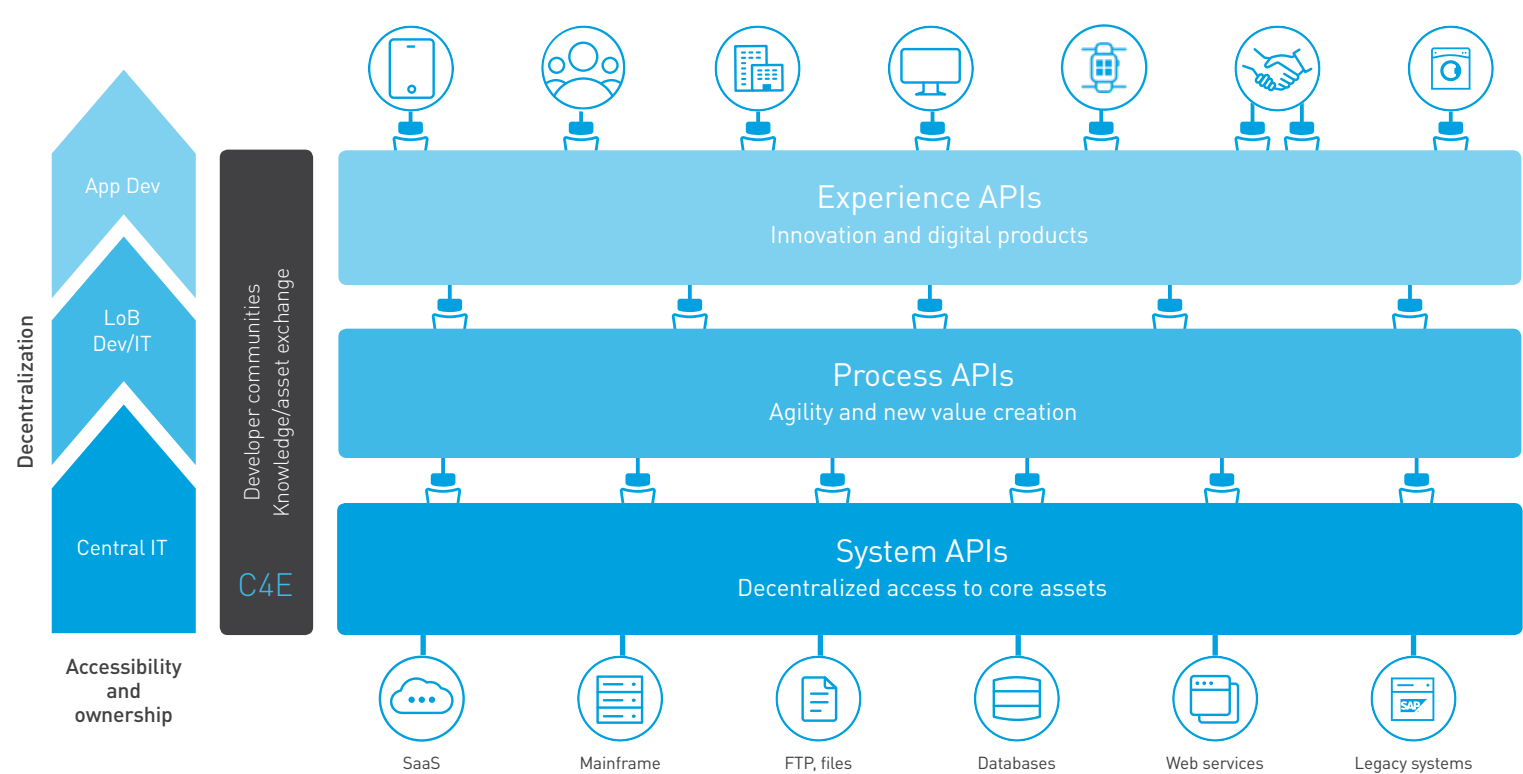 Decentralization
App Dev
LoB
Dev/IT
Central IT
Accessibility
and
ownership
Developer communities
Knowledge/asset exchange
C4E
Experience APIs
Innovation and digital products
Process APIs
Agility and new value creation
System APIs
Decentralized access to core assets
SAP
SaaS
Mainframe
FTP, files
Databases
Web services
Legacy systems